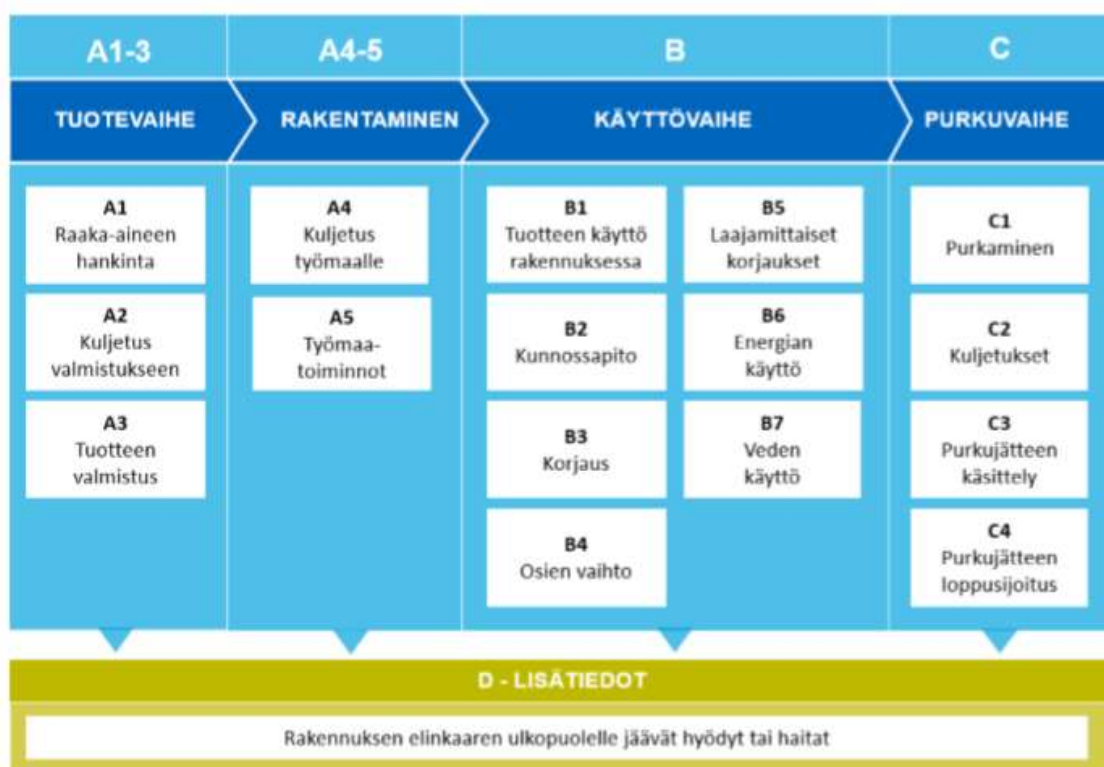 A1-3
A4-5
B
C
TUOTEVAIHE
RAKENTAMINEN
KÄYTTÖVAIHE
PURKUVAIHE
A1
Raaka-aineen
hankinta
A2
Kuljetus
valmistukseen
A3
Tuotteen
valmistus
A4
Kuljetus
työmaalle
A5
Työmaa-
toiminnot
B1
Tuotteen käyttö
rakennuksessa
B2
Kunnossapito
B3
Korjaus
B4
Osien vaihto
B5
Laajamittaiset
korjaukset
B6
Energian
käyttö
B7
Veden
käyttö
C1
Purkaminen
C2
Kuljetukset
C3
Purkujätteen
käsittely
C4
Purkujätteen
loppusijoitus
D - LISÄTIEDOT
Rakennuksen elinkaaren ulkopuolelle jäävät hyödyt tai haitat